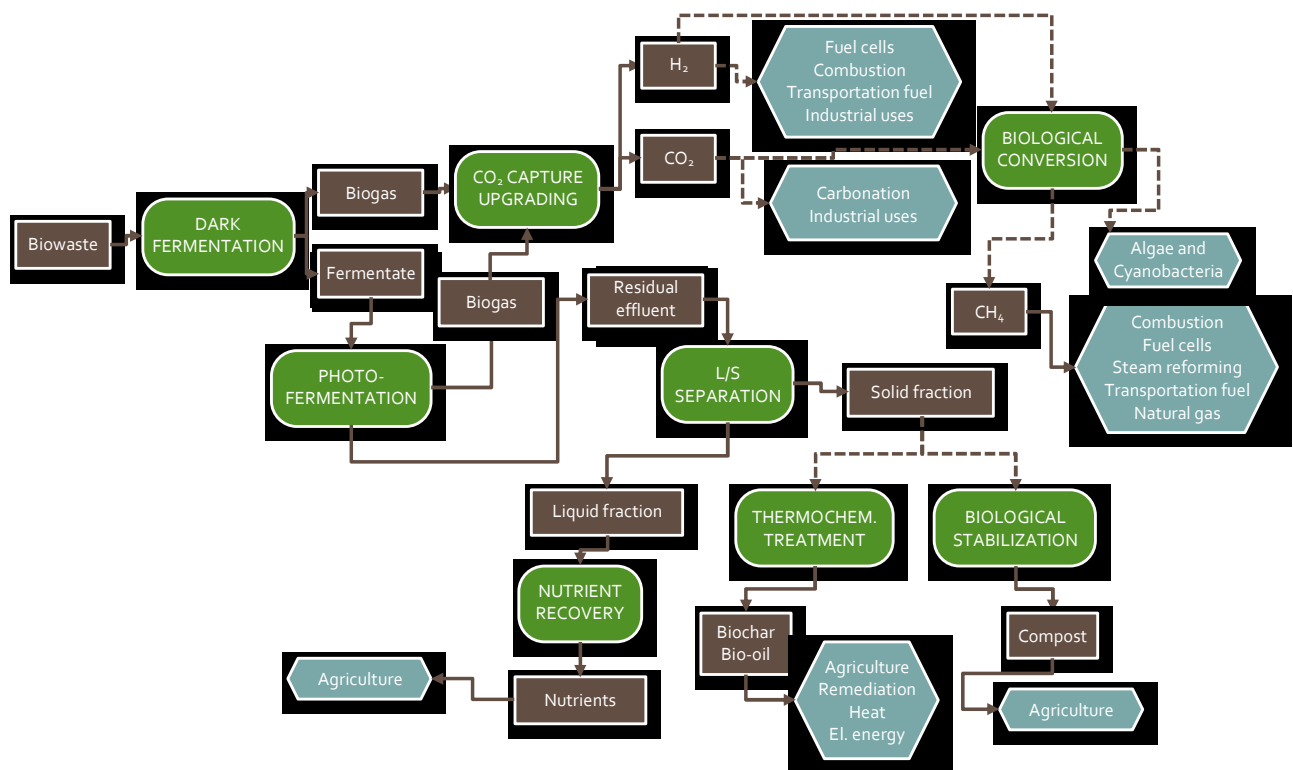 H₂
Fuel cells
Combustion
Transportation fuel
Industrial uses
BIOLOGICAL
CONVERSION
CO₂
CO₂ CAPTURE
UPGRADING
Biogas
Carbonation
Industrial uses
Biowaste
DARK
FERMENTATION
Fermentate
Biogas
Residual
effluent
Algae and
Cyanobacteria
CH₄
Combustion
Fuel cells
Steam reforming
Transportation fuel
Natural gas
PHOTO-
FERMENTATION
L/S
SEPARATION
Solid fraction
Liquid fraction
THERMOCHEM.
TREATMENT
BIOLOGICAL
STABILIZATION
NUTRIENT
RECOVERY
Biochar
Bio-oil
Compost
Agriculture
Nutrients
Agriculture
Remediation
Heat
El. energy
Agriculture